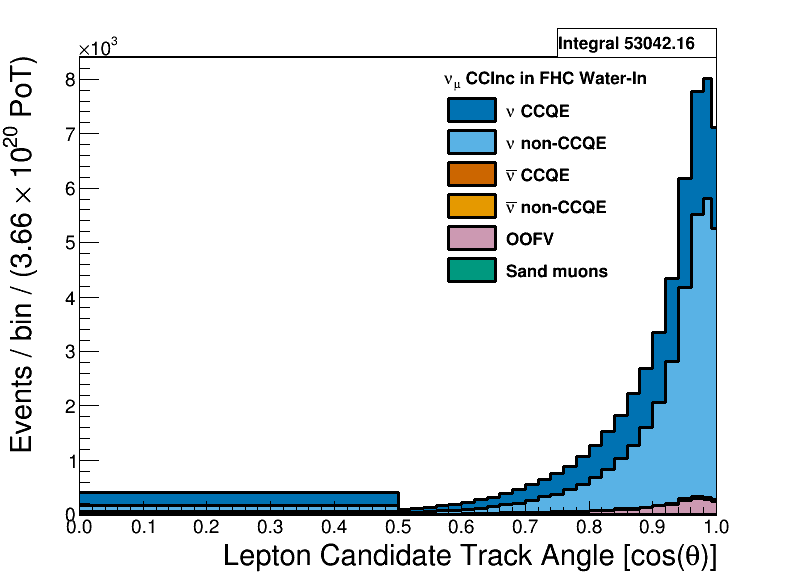 ×10³
Integral 53042.16
ν_μ CCInc in FHC Water-In
ν CCQE
ν non-CCQE
ν̅ CCQE
ν̅ non-CCQE
OOFV
Sand muons
Events / bin / (3.66 × 10²⁰ PoT)
8
7
6
5
4
3
2
1
0
0.0 0.1 0.2 0.3 0.4 0.5 0.6 0.7 0.8 0.9 1.0
Lepton Candidate Track Angle [cos(θ)]